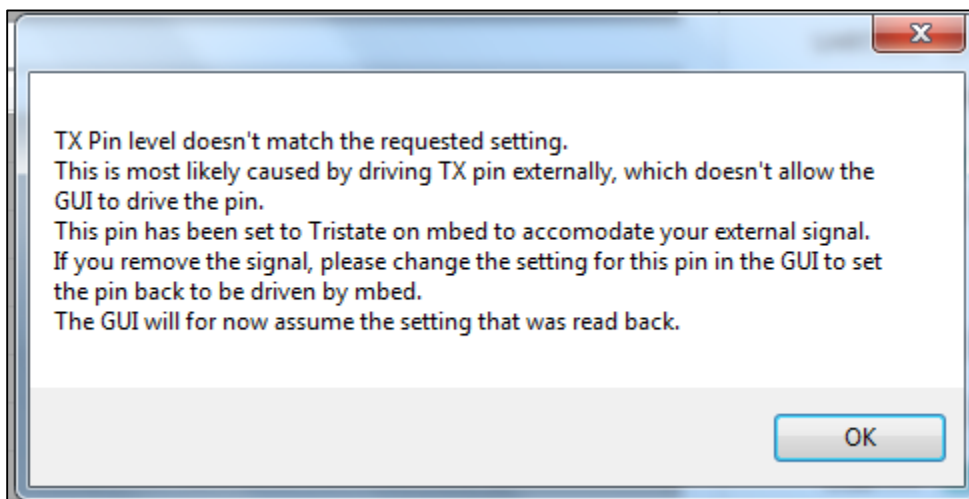 TX Pin level doesn't match the requested setting.
This is most likely caused by driving TX pin externally, which doesn't allow the
GUI to drive the pin.
This pin has been set to Tristate on mbed to accomodate your external signal.
If you remove the signal, please change the setting for this pin in the GUI to set
the pin back to be driven by mbed.
The GUI will for now assume the setting that was read back.
OK